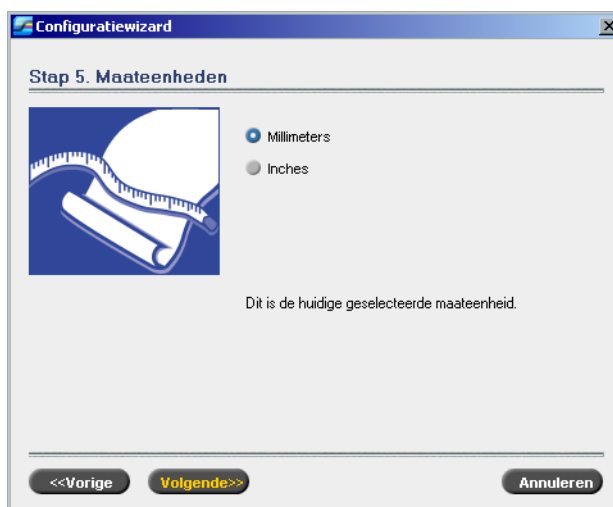 Configuratiewizard
Stap 5. Maateenheden
Millimeters
Inches
Dit is de huidige geselecteerde maateenheid.
<<Vorige
Volgende>>
Annuleren